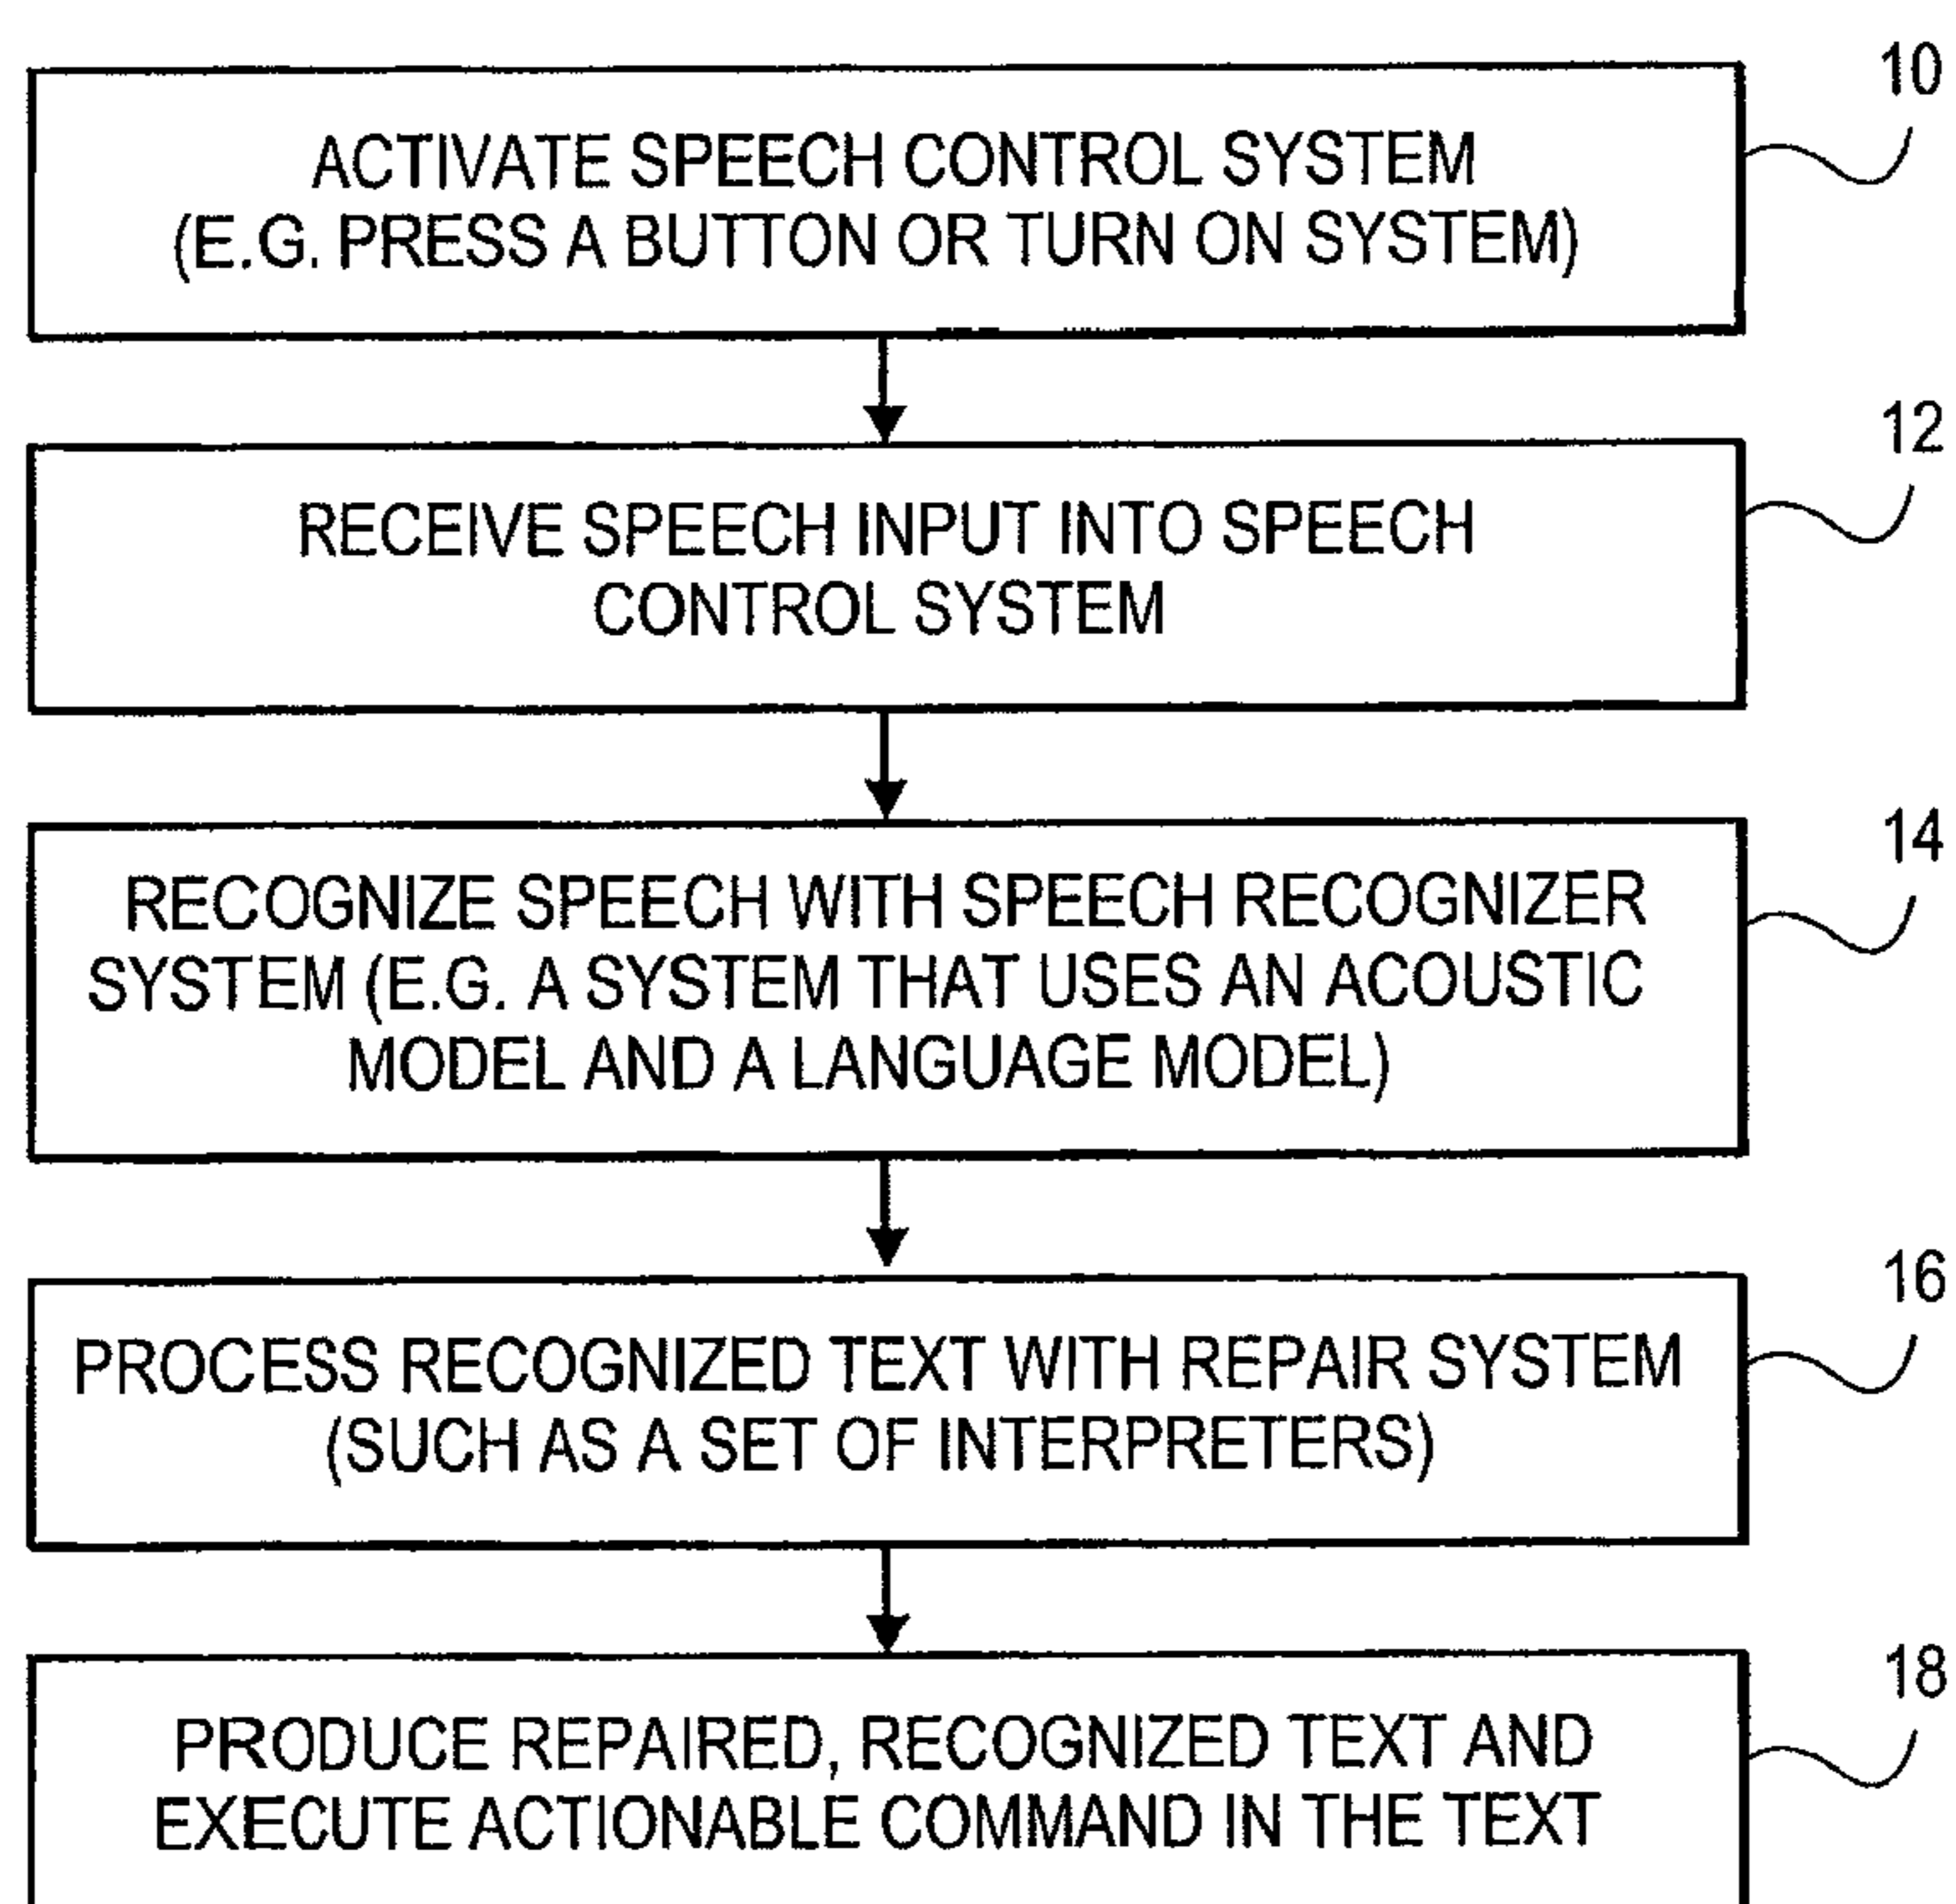 10
ACTIVATE SPEECH CONTROL SYSTEM
(E.G. PRESS A BUTTON OR TURN ON SYSTEM)
12
RECEIVE SPEECH INPUT INTO SPEECH
CONTROL SYSTEM
14
RECOGNIZE SPEECH WITH SPEECH RECOGNIZER
SYSTEM (E.G. A SYSTEM THAT USES AN ACOUSTIC
MODEL AND A LANGUAGE MODEL)
16
PROCESS RECOGNIZED TEXT WITH REPAIR SYSTEM
(SUCH AS A SET OF INTERPRETERS)
18
PRODUCE REPAIRED, RECOGNIZED TEXT AND
EXECUTE ACTIONABLE COMMAND IN THE TEXT